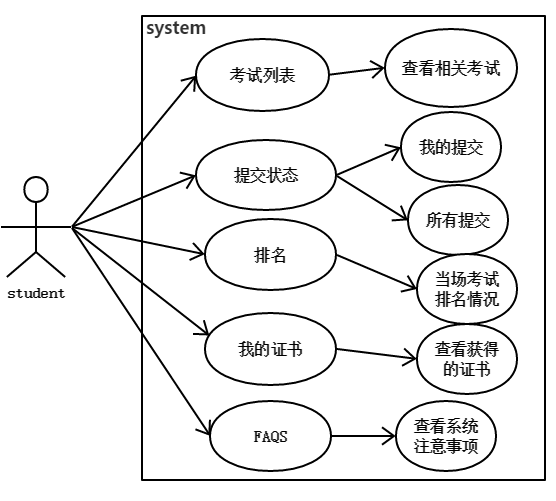 system
考试列表
查看相关考试
提交状态
我的提交
所有提交
排名
当场考试
排名情况
我的证书
查看获得
的证书
FAQS
查看系统
注意事项
student